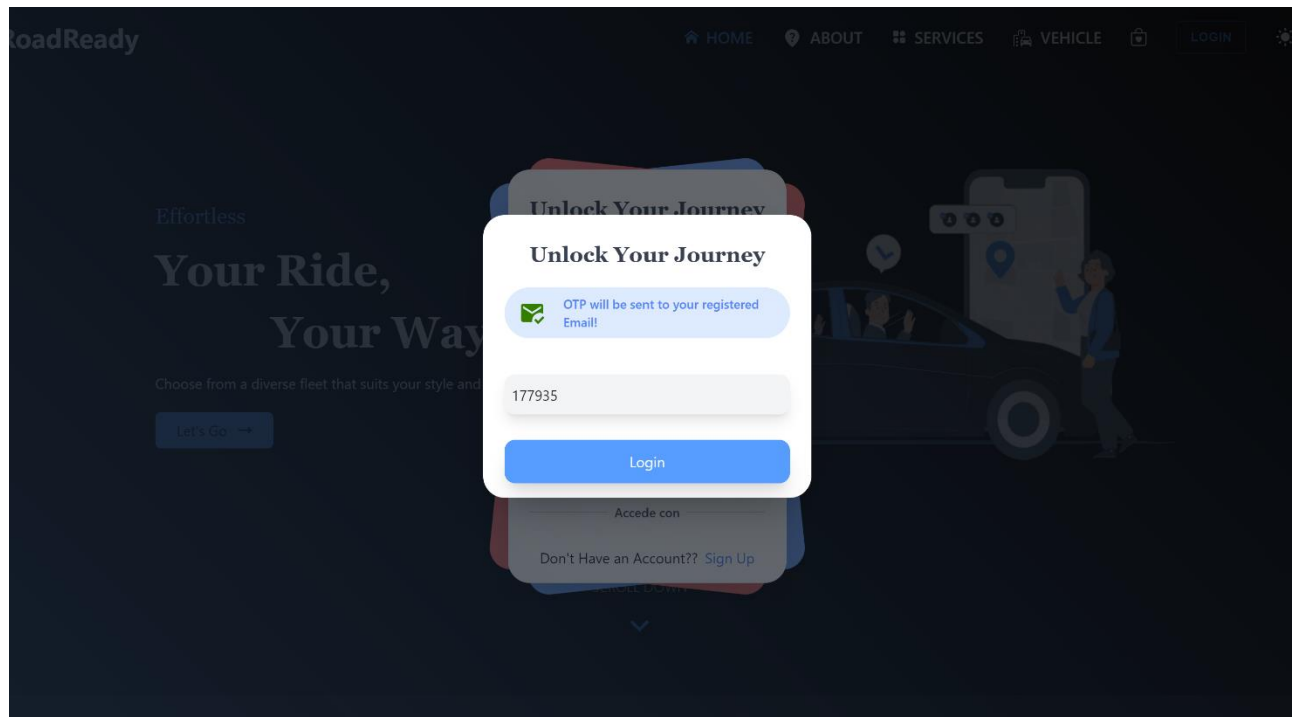 RoadReady
HOME ABOUT SERVICES VEHICLE LOGIN
Effortless
Your Ride,
Your Way
Choose from a diverse fleet that suits your style and
Let's Go →
Unlock Your Journey
Unlock Your Journey
OTP will be sent to your registered
Email!
177935
Login
Accede con
Don't Have an Account?? Sign Up
SCROLL DOWN